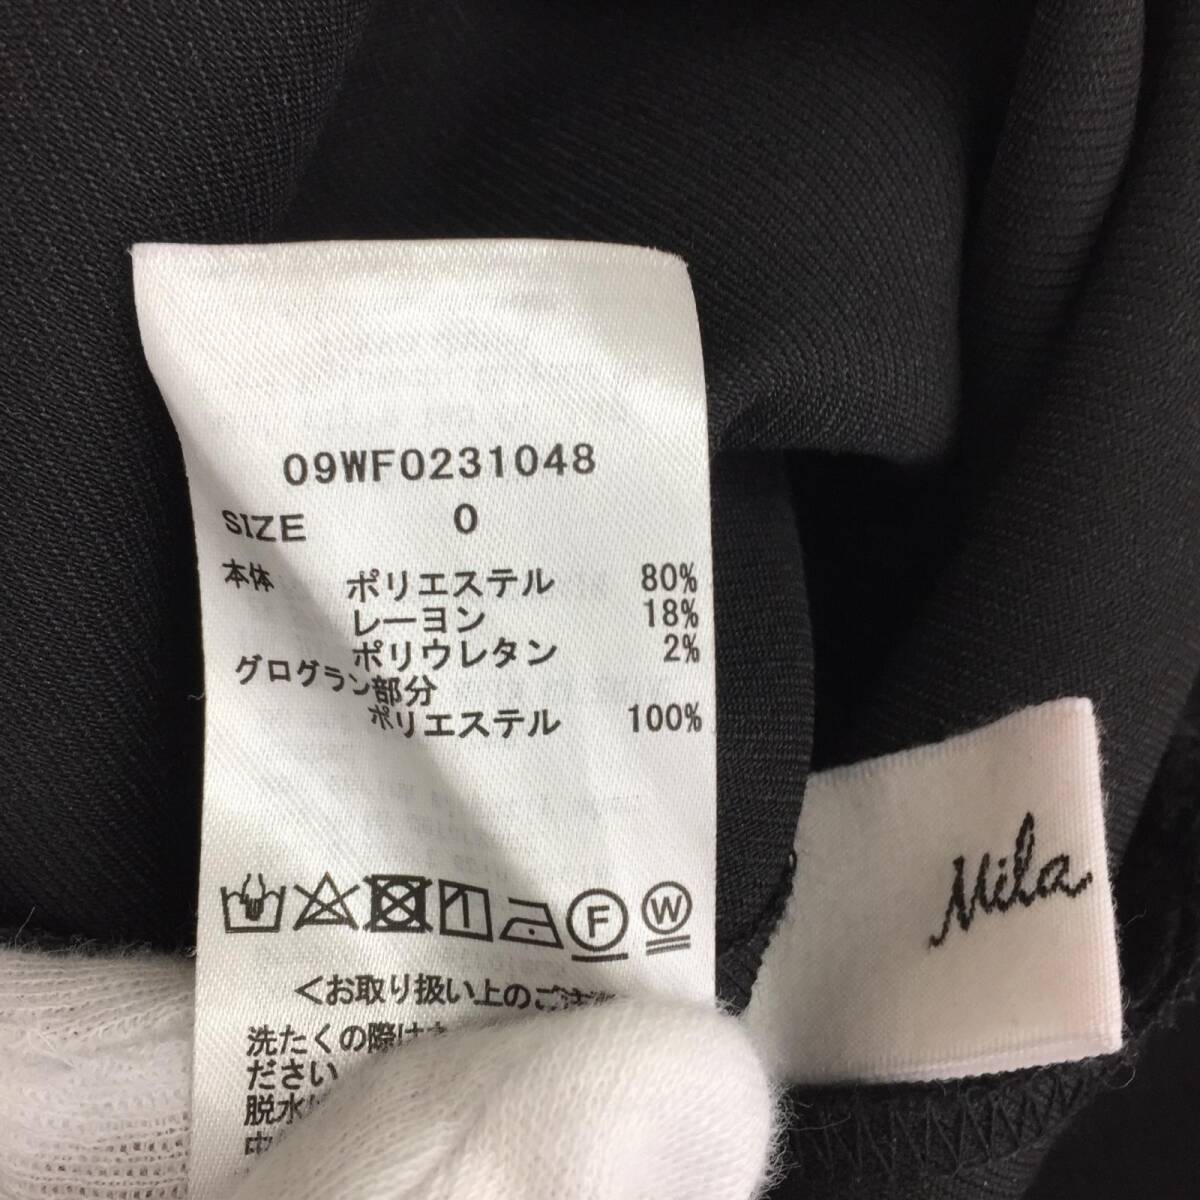 09WF0231048
SIZE 0
本体 ポリエステル 80%
レーヨン 18%
ポリウレタン 2%
グログラン部分
ポリエステル 100%
F W
<お取り扱い上のご注
洗たくの際は
ださい
脱水
Mila